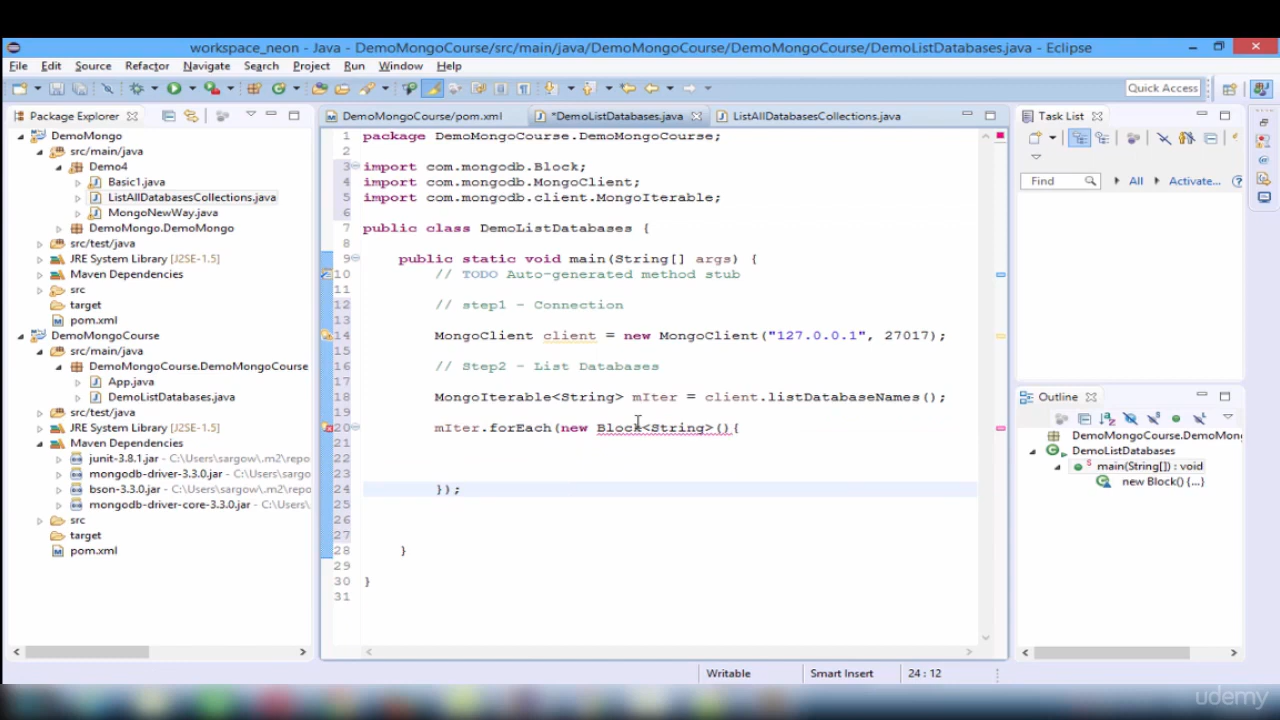 workspace_neon - Java - DemoMongoCourse/src/main/java/DemoMongoCourse/DemoMongoCourse/DemoListDatabases.java - Eclipse
File Edit Source Refactor Navigate Search Project Run Window Help
Quick Access
Package Explorer
DemoMongo
src/main/java
Demo4
Basic1.java
ListAllDatabasesCollections.java
MongoNewWay.java
DemoMongo.DemoMongo
src/test/java
JRE System Library [J2SE-1.5]
Maven Dependencies
src
target
pom.xml
DemoMongoCourse
src/main/java
DemoMongoCourse.DemoMongoCourse
App.java
DemoListDatabases.java
src/test/java
JRE System Library [J2SE-1.5]
Maven Dependencies
junit-3.8.1.jar - C:\Users\sargow\.m2\repo
mongodb-driver-3.3.0.jar - C:\Users\
bson-3.3.0.jar - C:\Users\sargow\.m2\
mongodb-driver-core-3.3.0.jar - C:\Users\
src
target
pom.xml
DemoMongoCourse/pom.xml *DemoListDatabases.java ListAllDatabasesCollections.java
1 package DemoMongoCourse.DemoMongoCourse;
2
3 import com.mongodb.Block;
4 import com.mongodb.MongoClient;
5 import com.mongodb.client.MongoIterable;
6
7 public class DemoListDatabases {
8
9 public static void main(String[] args) {
10 // TODO Auto-generated method stub
11
12 // step1 - Connection
13
14 MongoClient client = new MongoClient("127.0.0.1", 27017);
15
16 // Step2 - List Databases
17
18 MongoIterable<String> mIter = client.listDatabaseNames();
19
20 mIter.forEach(new Block<String>(){
21
22
23
24 });
25
26
27
28 }
29
30 }
31
Task List
Find All Activate...
Outline
DemoMongoCourse.DemoMong
DemoListDatabases
main(String[]) : void
new Block() {...}
Writable Smart Insert 24 : 12
udemy